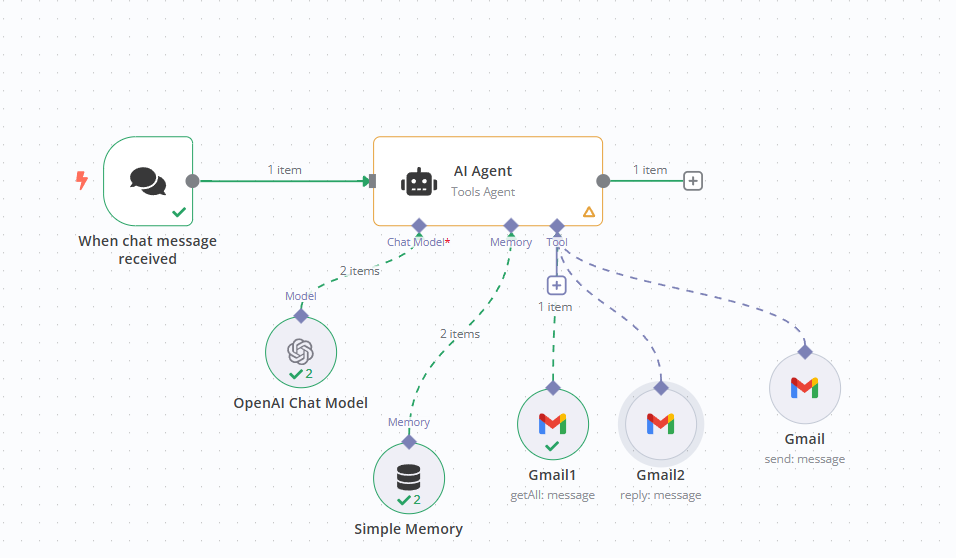 1 item
AI Agent
Tools Agent
1 item
When chat message
received
Chat Model*
Memory
Tool
2 items
Model
1 item
2 items
2
OpenAI Chat Model
Memory
2
Simple Memory
Gmail1
getAll: message
Gmail2
reply: message
Gmail
send: message